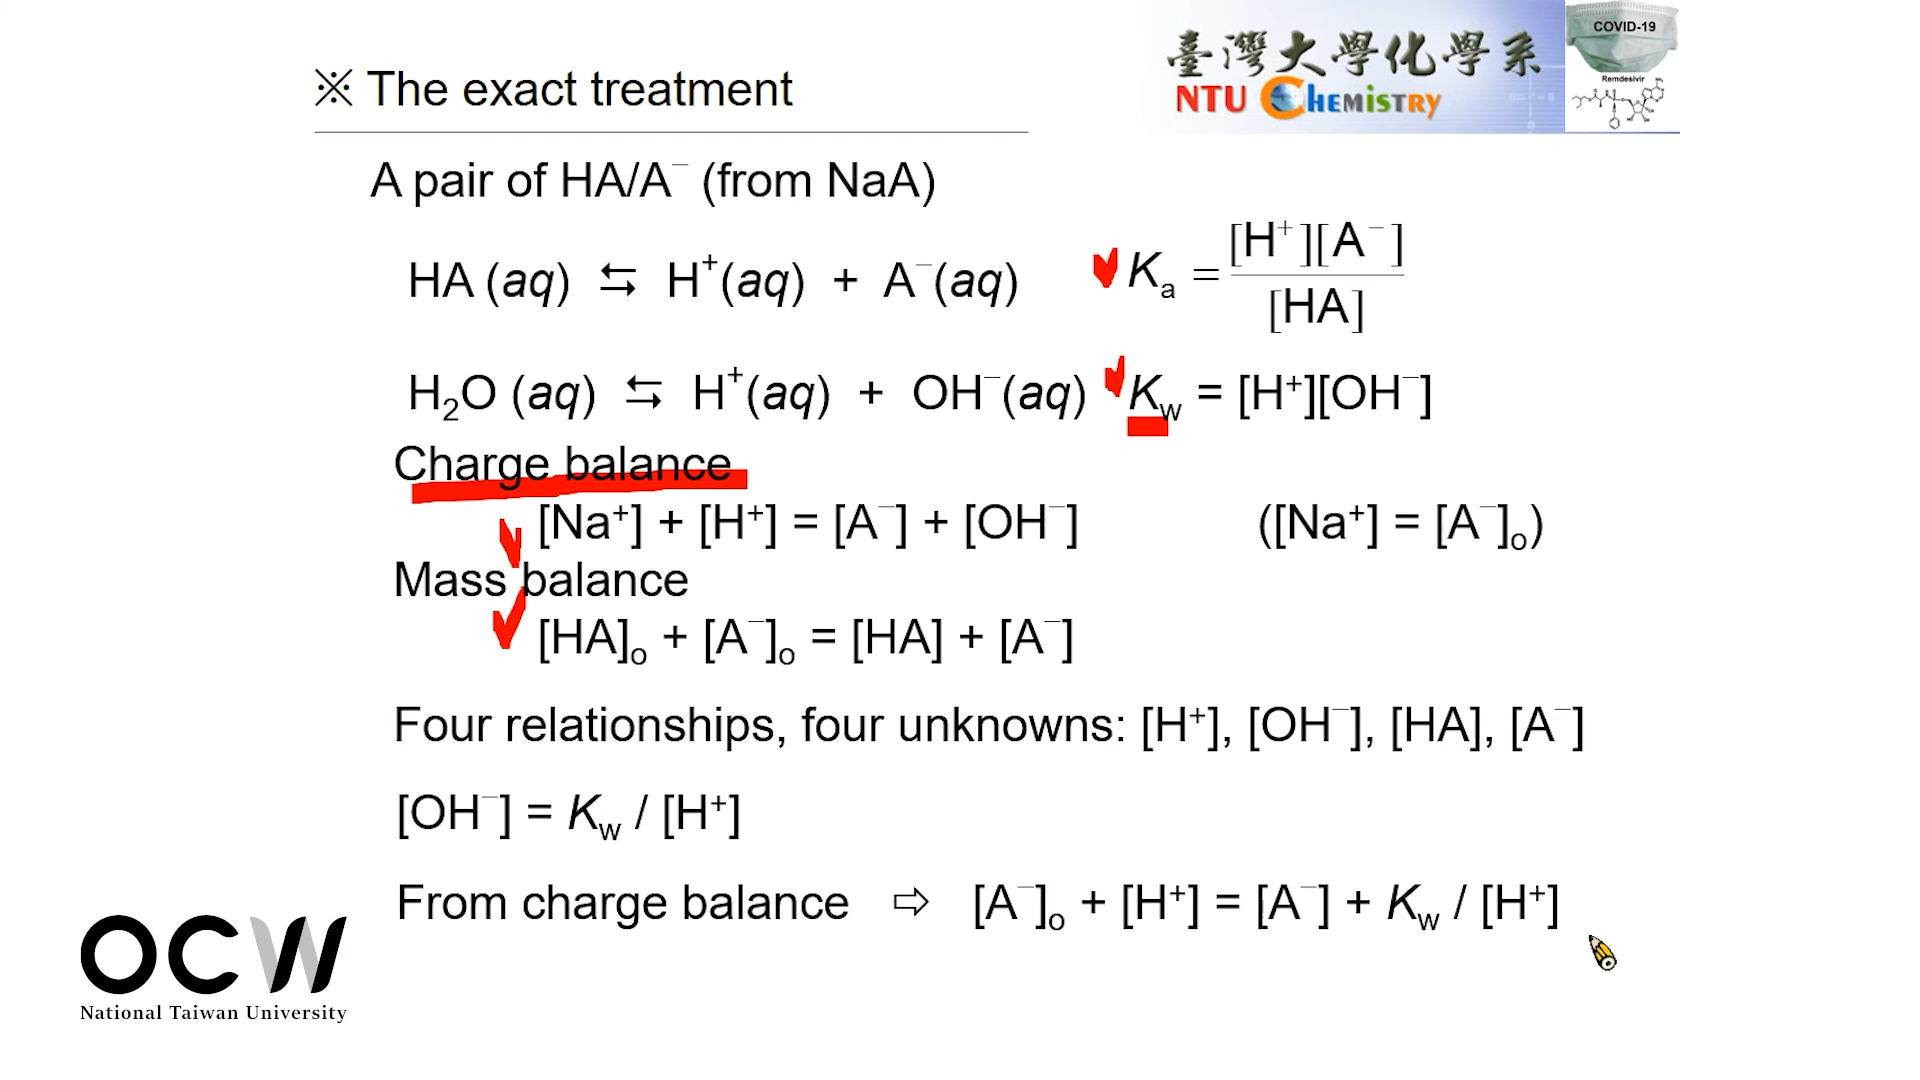 ※ The exact treatment
臺灣大學化學系
NTU CHEMISTRY
COVID-19
Remdesivir
A pair of HA/A⁻ (from NaA)
HA (aq) ⇆ H⁺(aq) + A⁻(aq) Kₐ = [H⁺][A⁻] / [HA]
H₂O (aq) ⇆ H⁺(aq) + OH⁻(aq) K_w = [H⁺][OH⁻]
Charge balance
[Na⁺] + [H⁺] = [A⁻] + [OH⁻] ([Na⁺] = [A⁻]ₒ)
Mass balance
[HA]ₒ + [A⁻]ₒ = [HA] + [A⁻]
Four relationships, four unknowns: [H⁺], [OH⁻], [HA], [A⁻]
[OH⁻] = K_w / [H⁺]
From charge balance ⇨ [A⁻]ₒ + [H⁺] = [A⁻] + K_w / [H⁺]
OCW
National Taiwan University